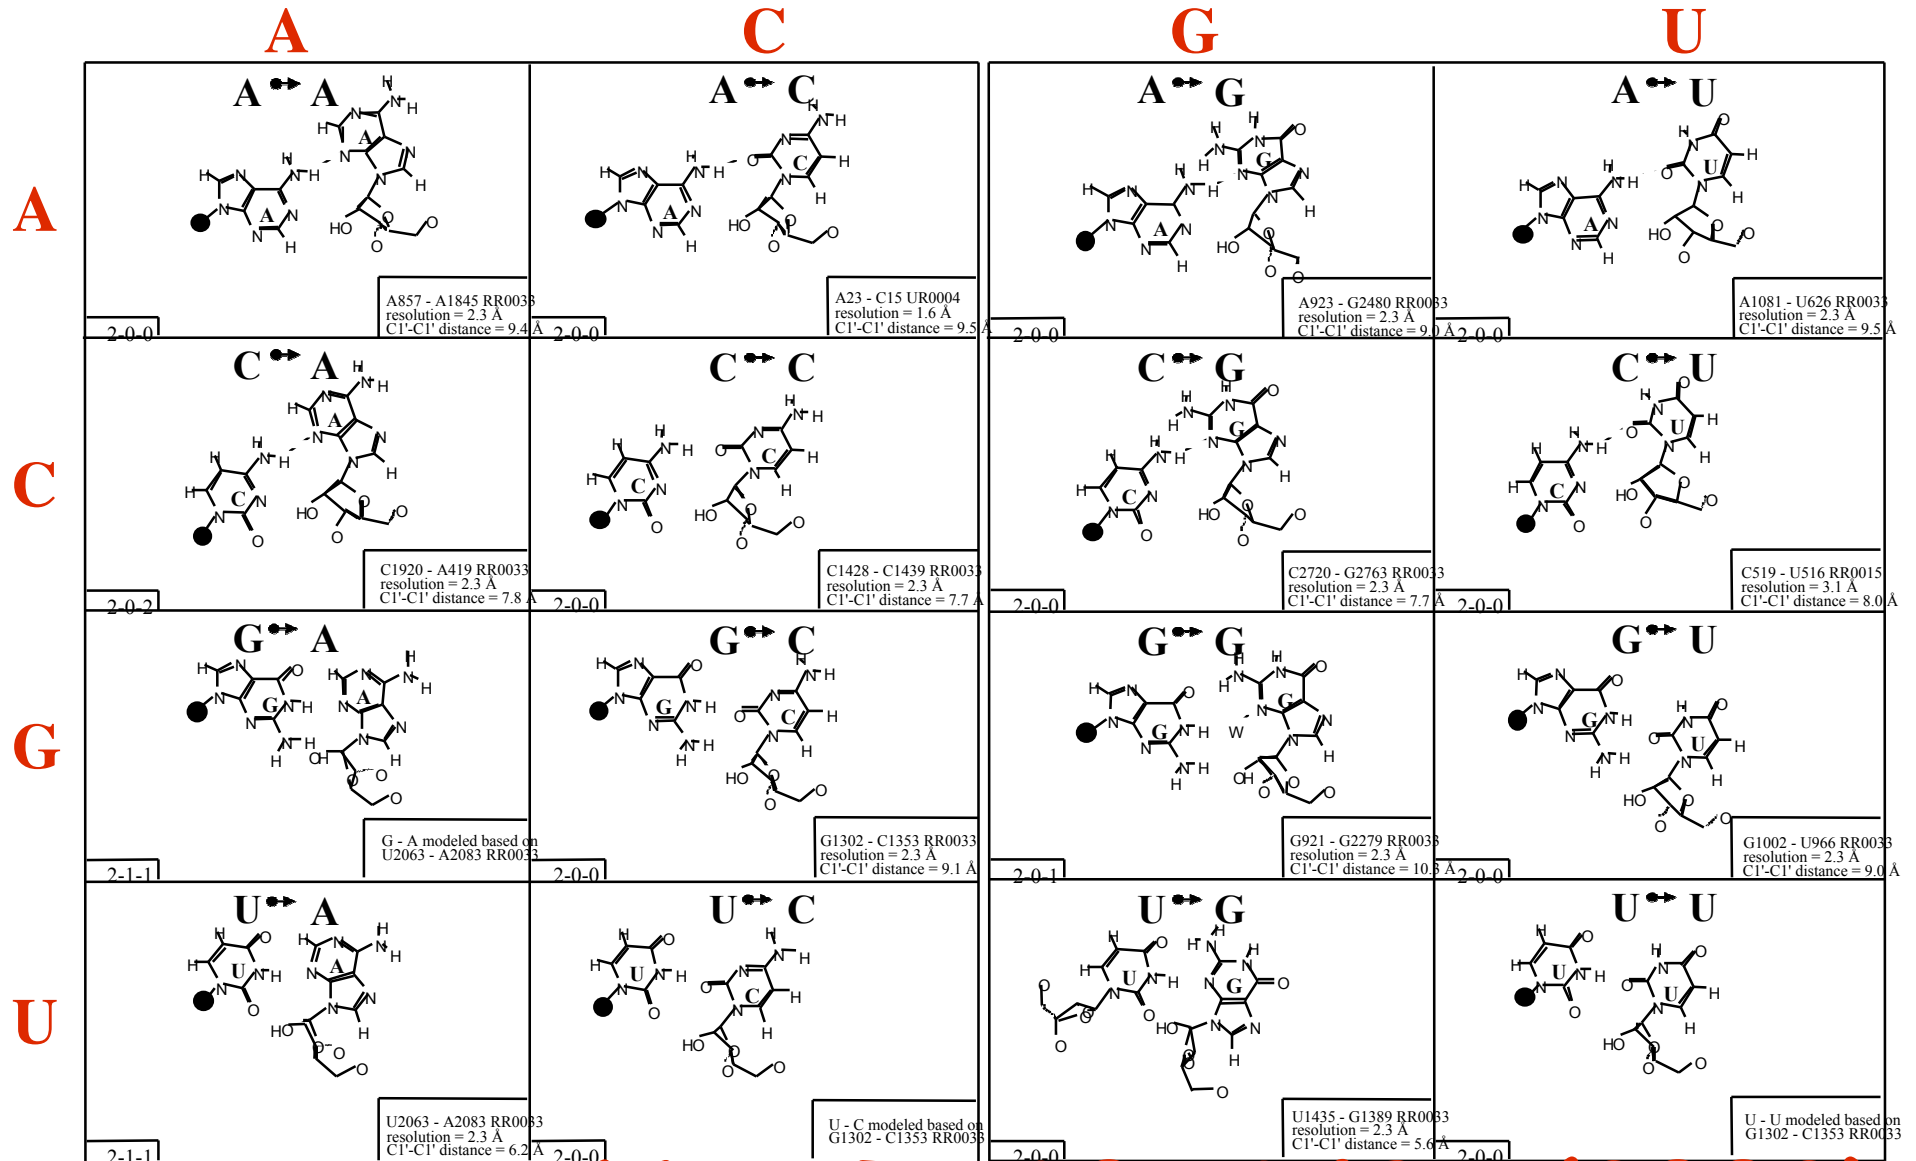 A C G U
A
A A
A857 - A1845 RR0033
resolution = 2.3 Å
C1'-C1' distance = 9.4 Å
2-0-0
A C
A23 - C15 UR0004
resolution = 1.6 Å
C1'-C1' distance = 9.5 Å
2-0-0
A G
A923 - G2480 RR0033
resolution = 2.3 Å
C1'-C1' distance = 9.0 Å
2-0-0
A U
A1081 - U626 RR0033
resolution = 2.3 Å
C1'-C1' distance = 9.5 Å
2-0-0
C
C A
C1920 - A419 RR0033
resolution = 2.3 Å
C1'-C1' distance = 7.8 Å
2-0-2
C C
C1428 - C1439 RR0033
resolution = 2.3 Å
C1'-C1' distance = 7.7 Å
2-0-0
C G
C2720 - G2763 RR0033
resolution = 2.3 Å
C1'-C1' distance = 7.7 Å
2-0-0
C U
C519 - U516 RR0015
resolution = 3.1 Å
C1'-C1' distance = 8.0 Å
2-0-0
G
G A
G - A modeled based on
U2063 - A2083 RR0033
2-1-1
G C
G1302 - C1353 RR0033
resolution = 2.3 Å
C1'-C1' distance = 9.1 Å
2-0-0
G G
G921 - G2279 RR0033
resolution = 2.3 Å
C1'-C1' distance = 10.3 Å
2-0-1
G U
G1002 - U966 RR0033
resolution = 2.3 Å
C1'-C1' distance = 9.0 Å
2-0-0
U
U A
U2063 - A2083 RR0033
resolution = 2.3 Å
C1'-C1' distance = 6.2 Å
2-1-1
U C
U - C modeled based on
G1302 - C1353 RR0033
2-0-0
U G
U1435 - G1389 RR0033
resolution = 2.3 Å
C1'-C1' distance = 5.6 Å
2-0-0
U U
U - U modeled based on
G1302 - C1353 RR0033
2-0-0